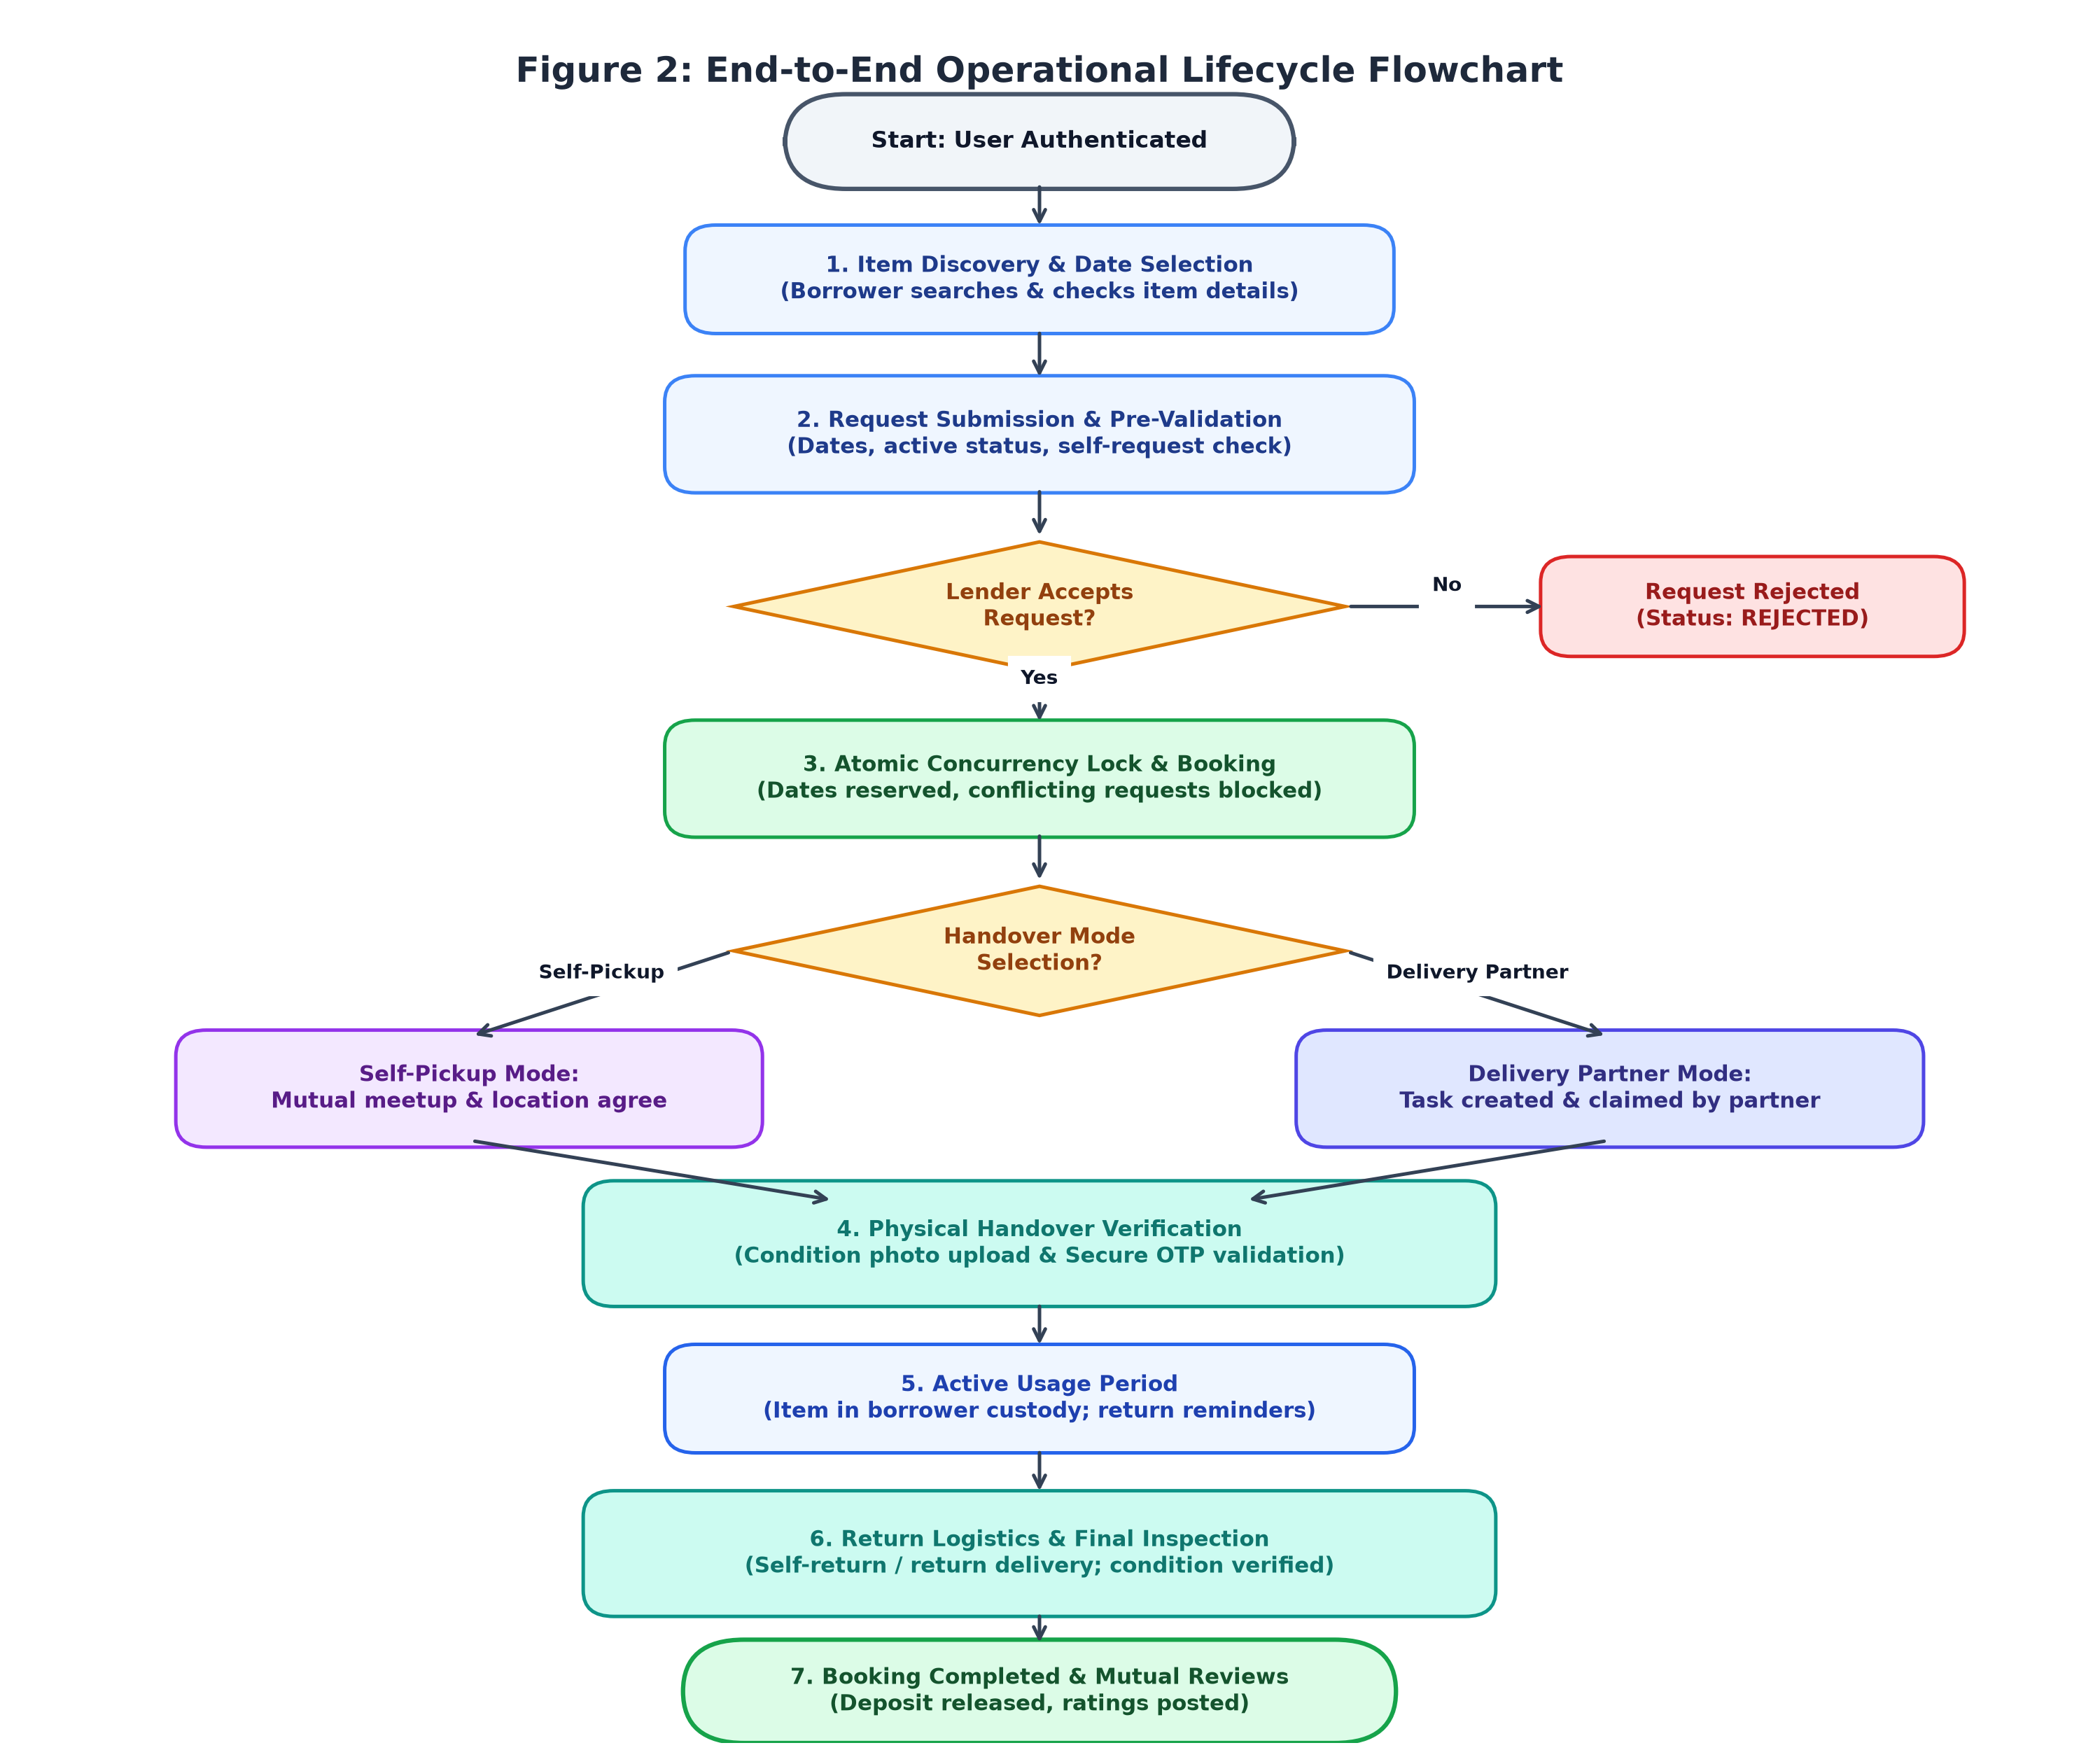 Figure 2: End-to-End Operational Lifecycle Flowchart
Start: User Authenticated
1. Item Discovery & Date Selection
(Borrower searches & checks item details)
2. Request Submission & Pre-Validation
(Dates, active status, self-request check)
Lender Accepts
Request?
No
Request Rejected
(Status: REJECTED)
Yes
3. Atomic Concurrency Lock & Booking
(Dates reserved, conflicting requests blocked)
Handover Mode
Selection?
Self-Pickup
Delivery Partner
Self-Pickup Mode:
Mutual meetup & location agree
Delivery Partner Mode:
Task created & claimed by partner
4. Physical Handover Verification
(Condition photo upload & Secure OTP validation)
5. Active Usage Period
(Item in borrower custody; return reminders)
6. Return Logistics & Final Inspection
(Self-return / return delivery; condition verified)
7. Booking Completed & Mutual Reviews
(Deposit released, ratings posted)